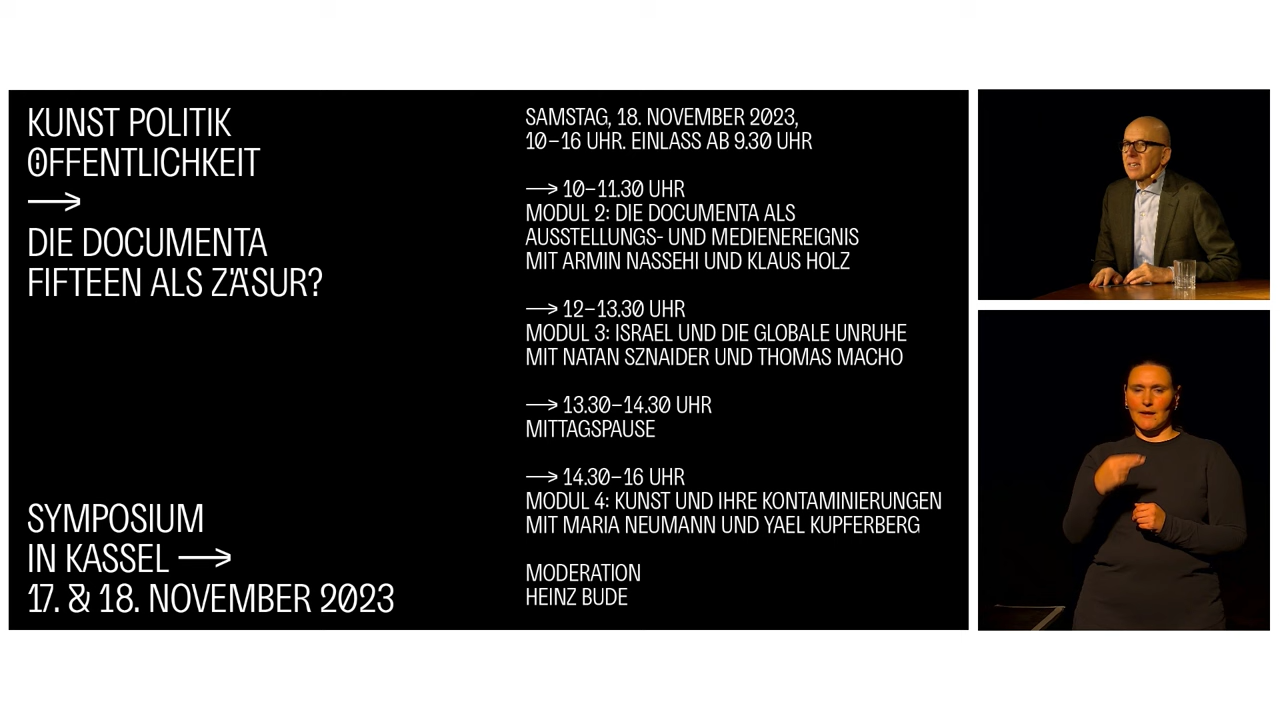 KUNST POLITIK
ÖFFENTLICHKEIT
→
DIE DOCUMENTA
FIFTEEN ALS ZÄSUR?
SYMPOSIUM
IN KASSEL →
17. & 18. NOVEMBER 2023
SAMSTAG, 18. NOVEMBER 2023,
10–16 UHR. EINLASS AB 9.30 UHR
→ 10–11.30 UHR
MODUL 2: DIE DOCUMENTA ALS
AUSSTELLUNGS- UND MEDIENEREIGNIS
MIT ARMIN NASSEHI UND KLAUS HOLZ
→ 12–13.30 UHR
MODUL 3: ISRAEL UND DIE GLOBALE UNRUHE
MIT NATAN SZNAIDER UND THOMAS MACHO
→ 13.30–14.30 UHR
MITTAGSPAUSE
→ 14.30–16 UHR
MODUL 4: KUNST UND IHRE KONTAMINIERUNGEN
MIT MARIA NEUMANN UND YAEL KUPFERBERG
MODERATION
HEINZ BUDE